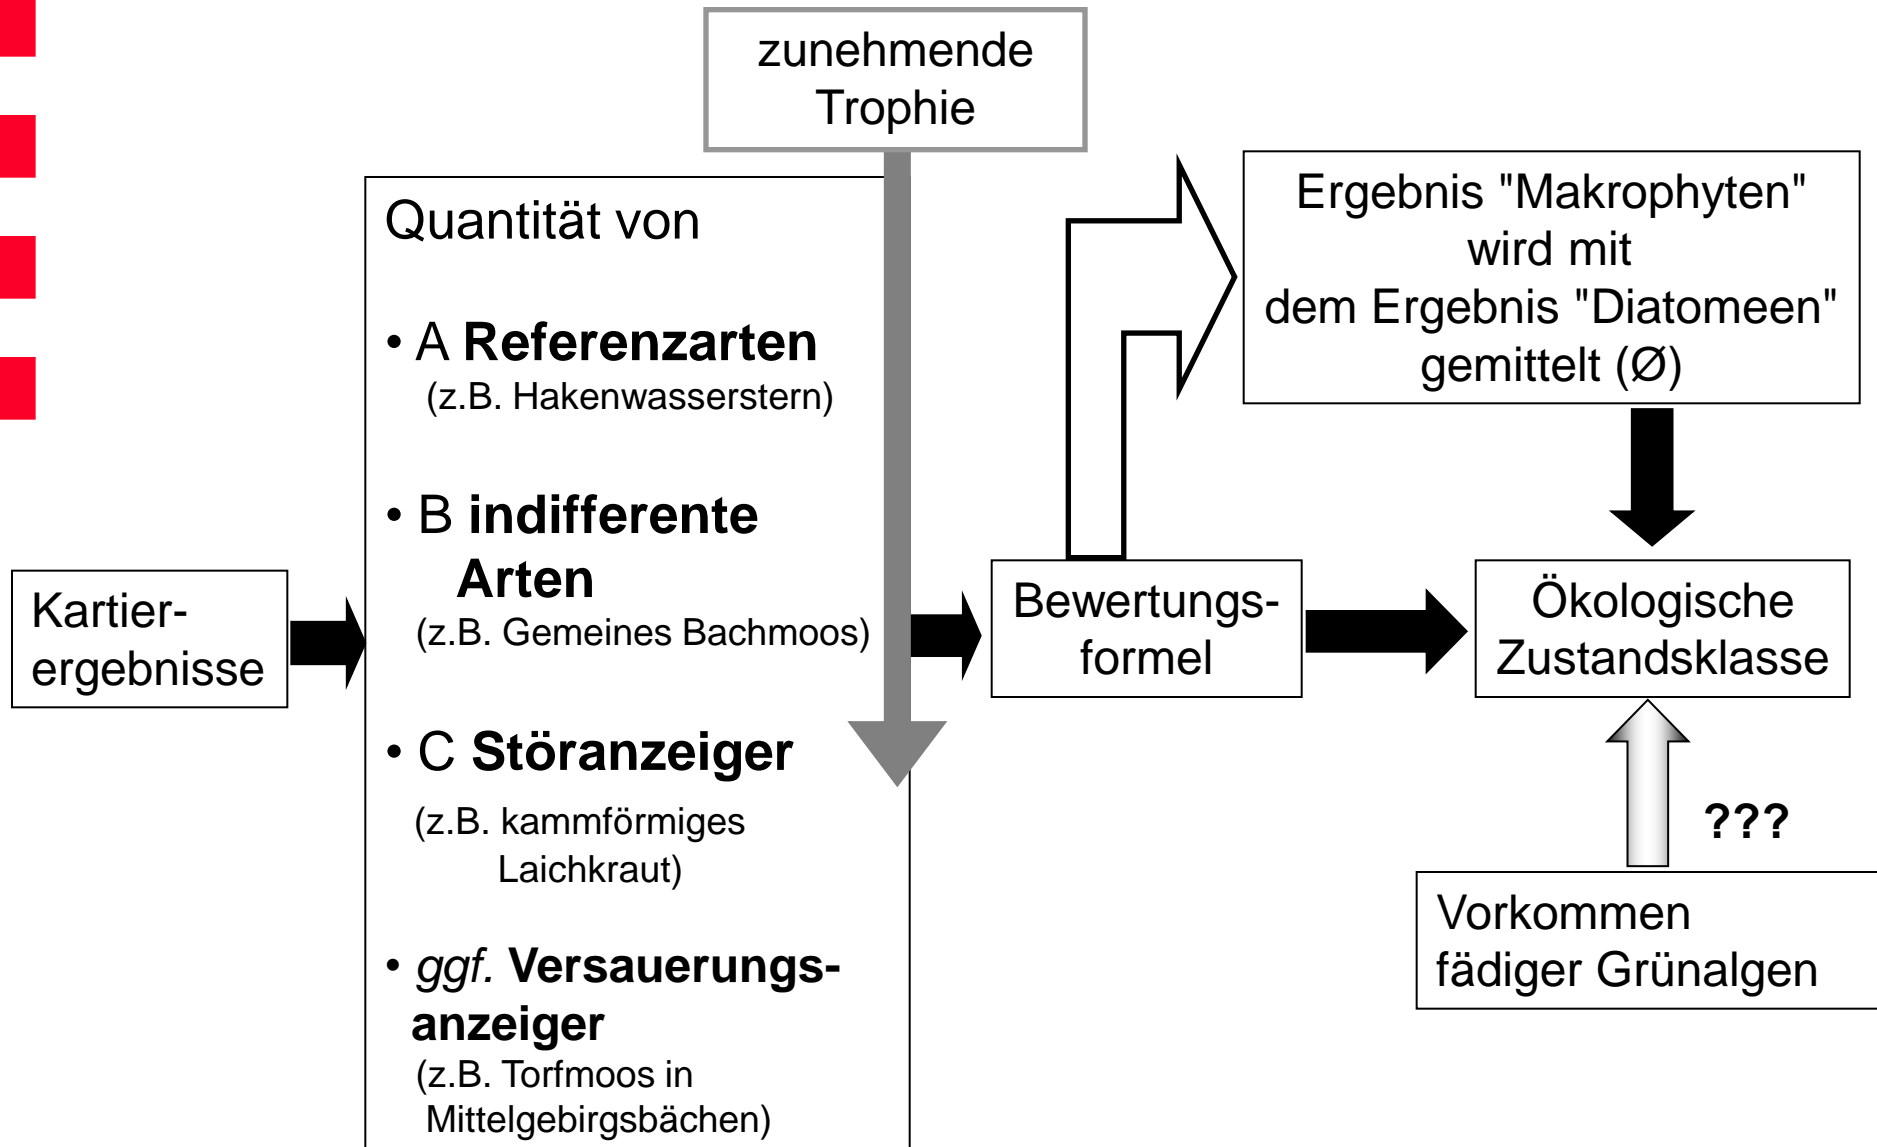 zunehmende
Trophie
Quantität von
• A Referenzarten
(z.B. Hakenwasserstern)
• B indifferente
Arten
(z.B. Gemeines Bachmoos)
• C Störanzeiger
(z.B. kammförmiges
Laichkraut)
• ggf. Versauerungs-
anzeiger
(z.B. Torfmoos in
Mittelgebirgsbächen)
Kartier-
ergebnisse
Bewertungs-
formel
Ergebnis "Makrophyten"
wird mit
dem Ergebnis "Diatomeen"
gemittelt (Ø)
Ökologische
Zustandsklasse
???
Vorkommen
fädiger Grünalgen